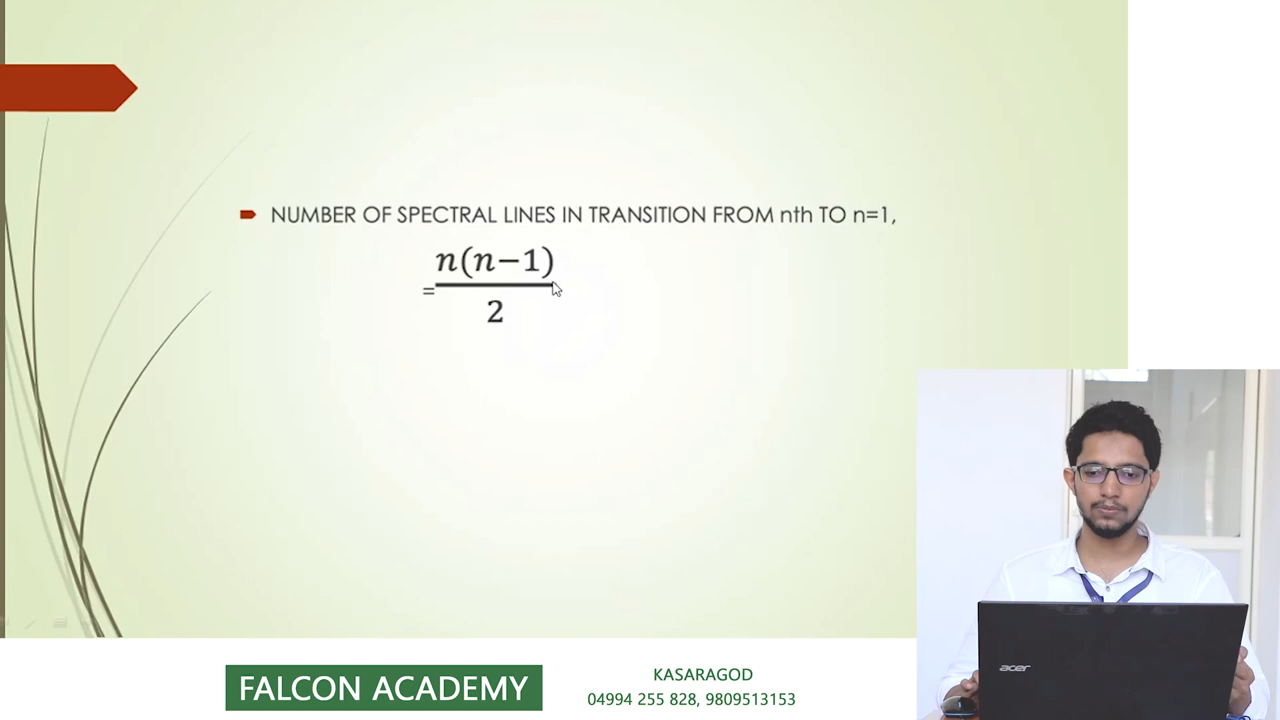 NUMBER OF SPECTRAL LINES IN TRANSITION FROM nth TO n=1,
n(n−1)
=
2
acer
FALCON ACADEMY
KASARAGOD
04994 255 828, 9809513153